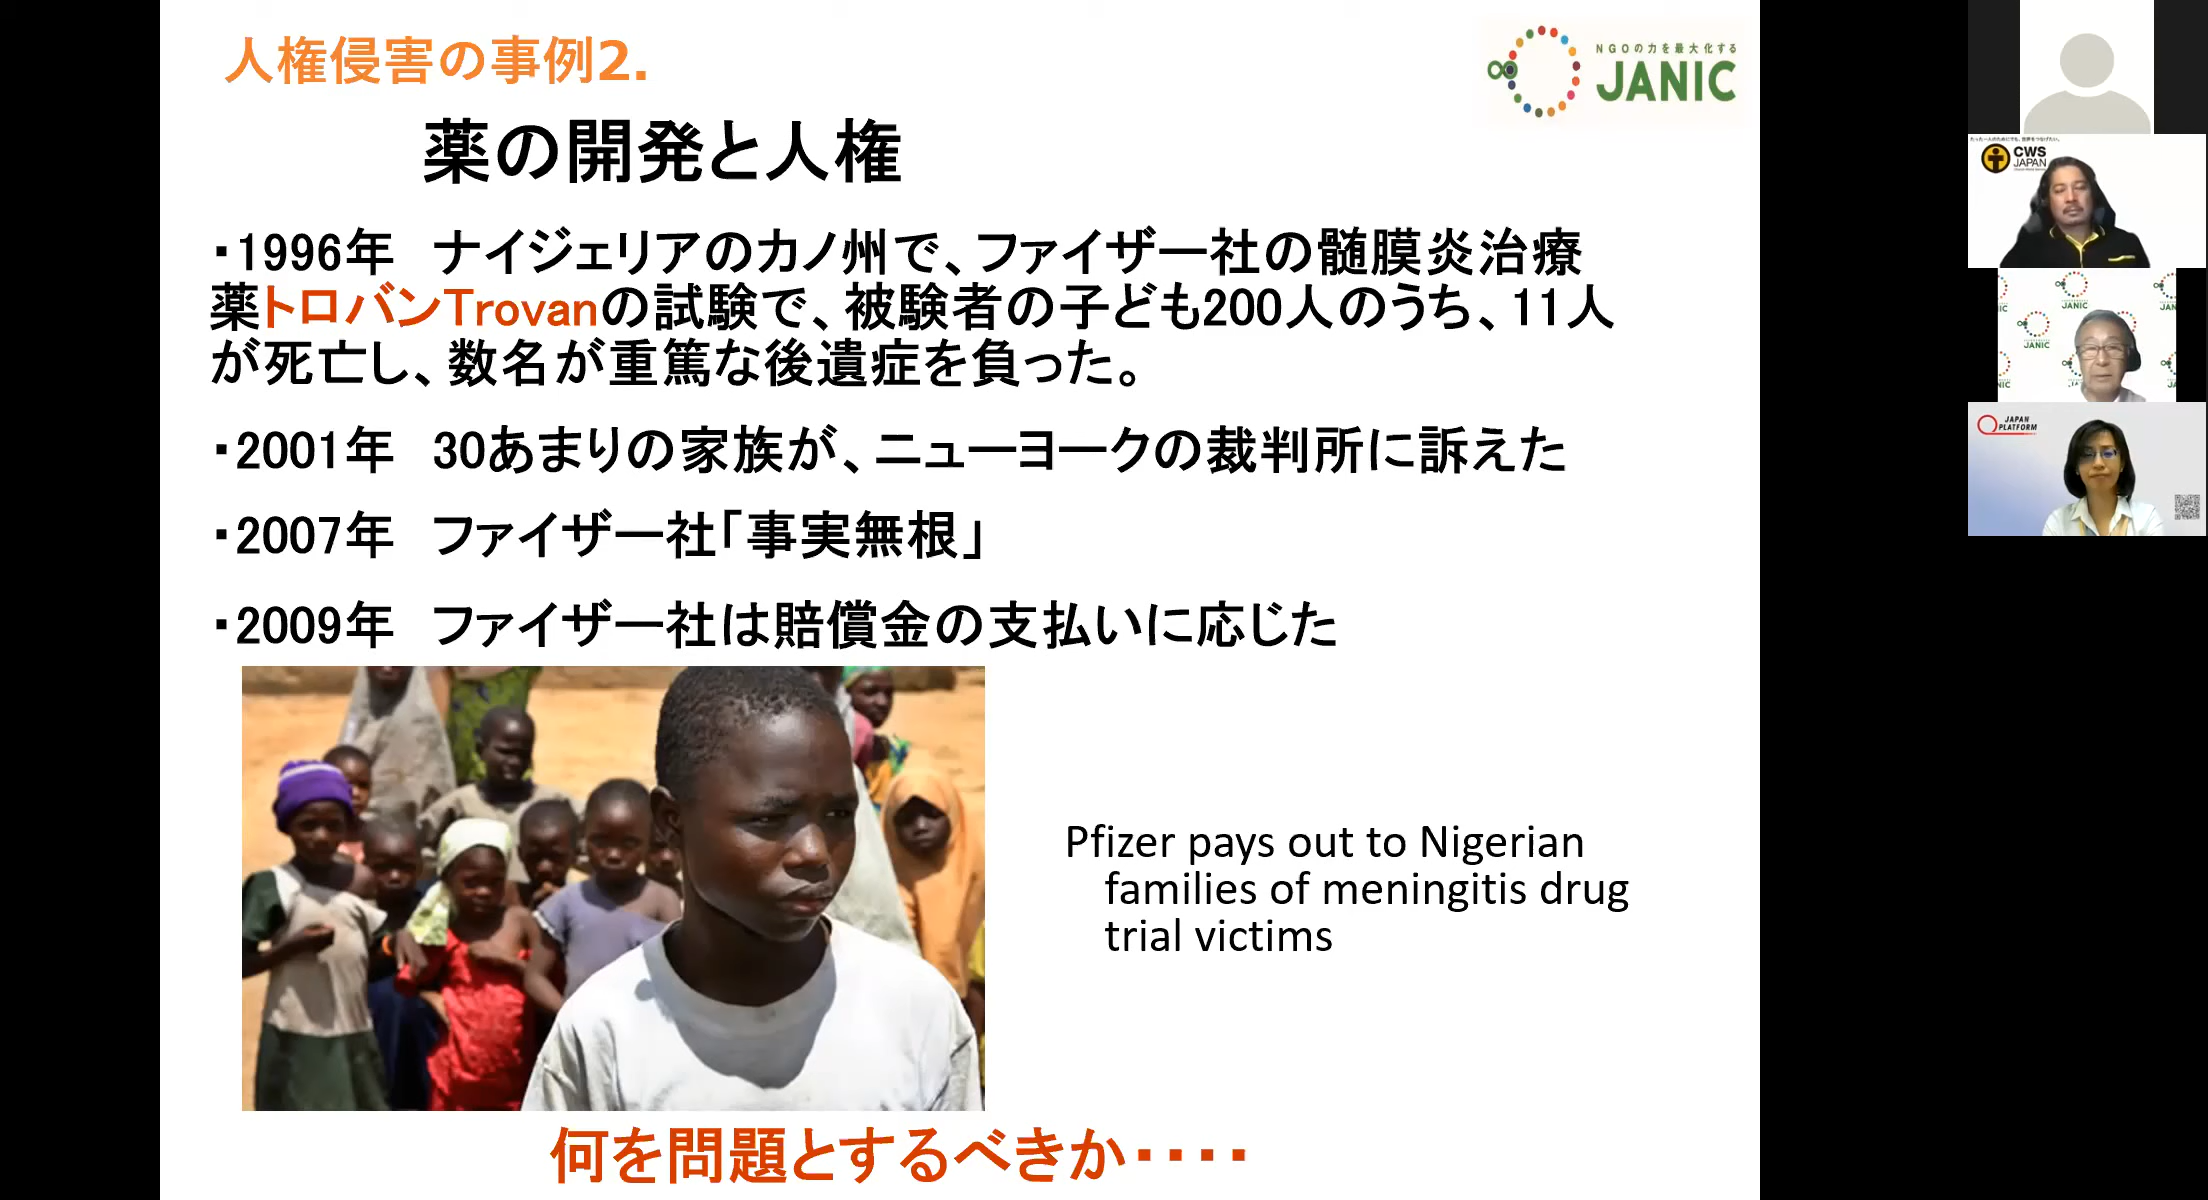 人権侵害の事例2.
NGOの力を最大化する
JANIC
薬の開発と人権
・1996年 ナイジェリアのカノ州で、ファイザー社の髄膜炎治療
薬トロバンTrovanの試験で、被験者の子ども200人のうち、11人
が死亡し、数名が重篤な後遺症を負った。
・2001年 30あまりの家族が、ニューヨークの裁判所に訴えた
・2007年 ファイザー社「事実無根」
・2009年 ファイザー社は賠償金の支払いに応じた
Pfizer pays out to Nigerian
families of meningitis drug
trial victims
何を問題とするべきか・・・・
CWS
JAPAN
JANIC
JAPAN
PLATFORM